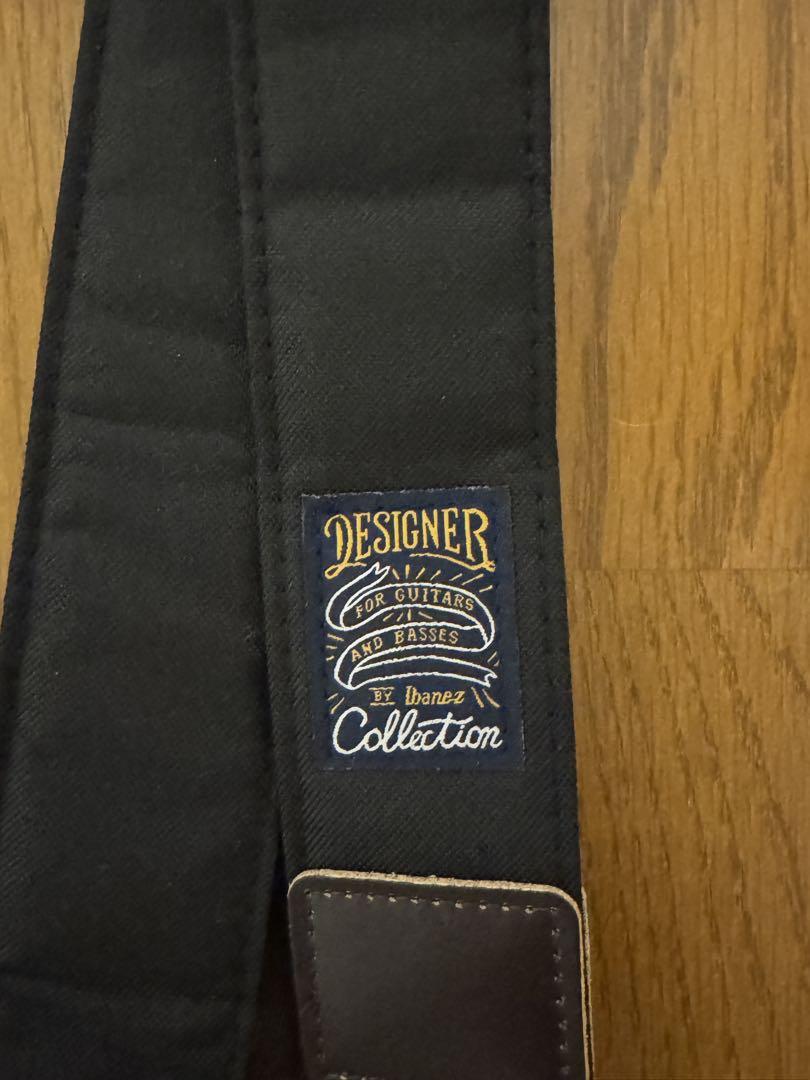 DESIGNER
FOR GUITARS
AND BASSES
BY Ibanez
Collection